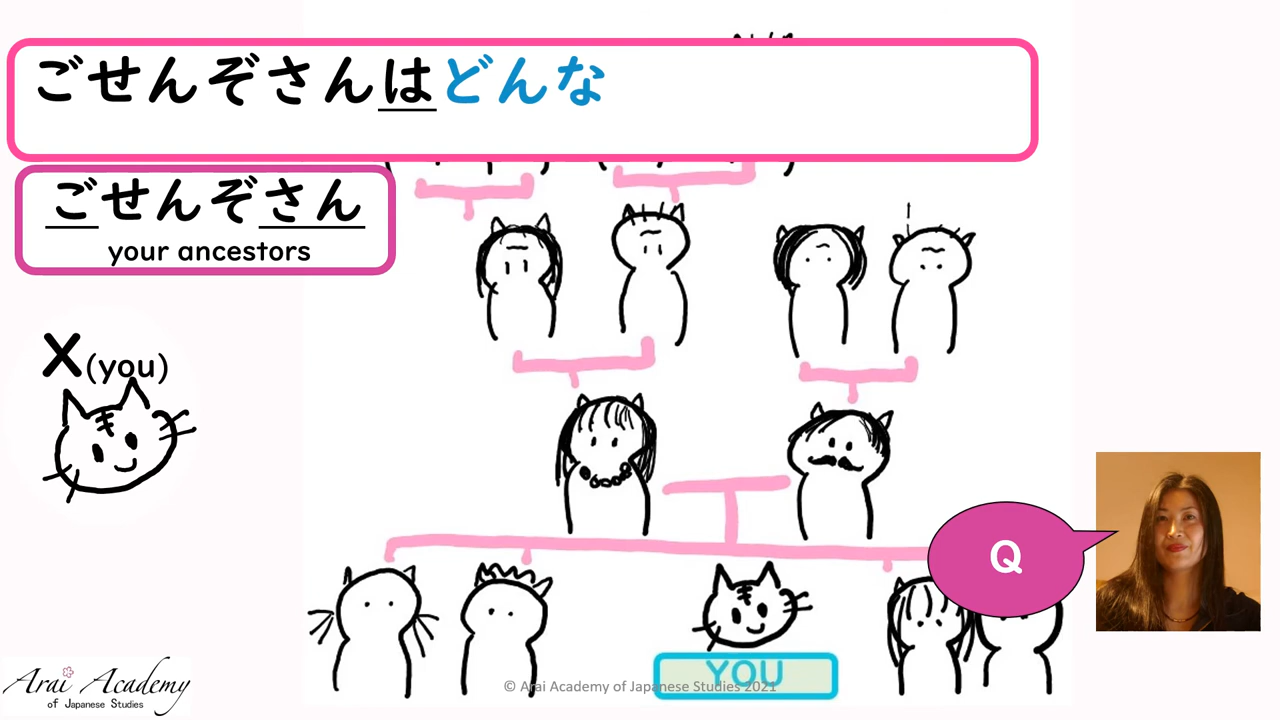 ごせんぞさんはどんな
ごせんぞさん
your ancestors
X(you)
Q
YOU
© Arai Academy of Japanese Studies 2021
Arai Academy
of Japanese Studies